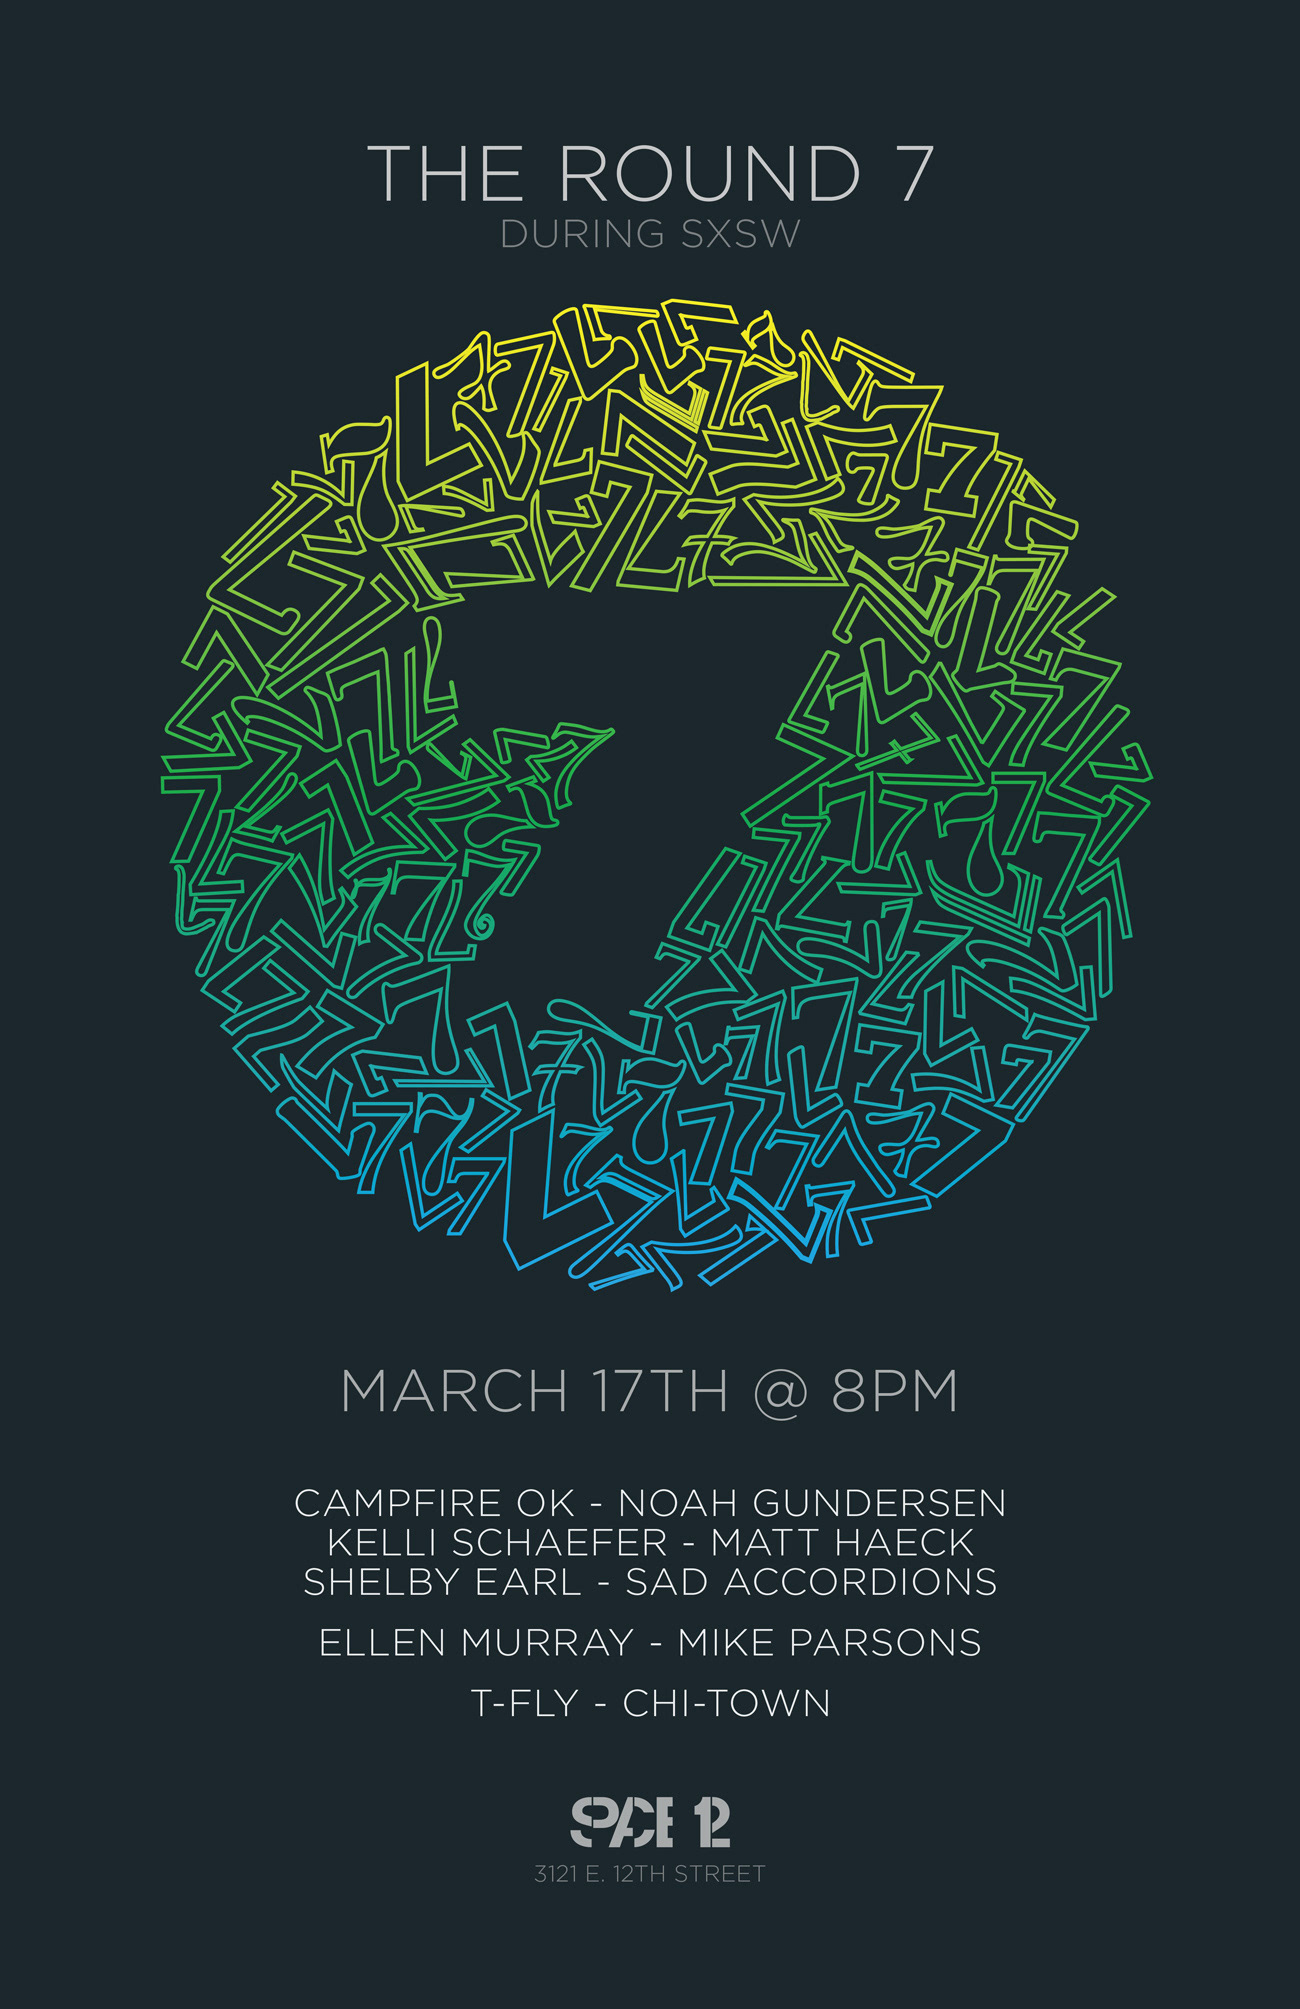 THE ROUND 7
DURING SXSW
MARCH 17TH @ 8PM
CAMPFIRE OK - NOAH GUNDERSEN
KELLI SCHAEFER - MATT HAECK
SHELBY EARL - SAD ACCORDIONS
ELLEN MURRAY - MIKE PARSONS
T-FLY - CHI-TOWN
SPACE 12
3121 E. 12TH STREET